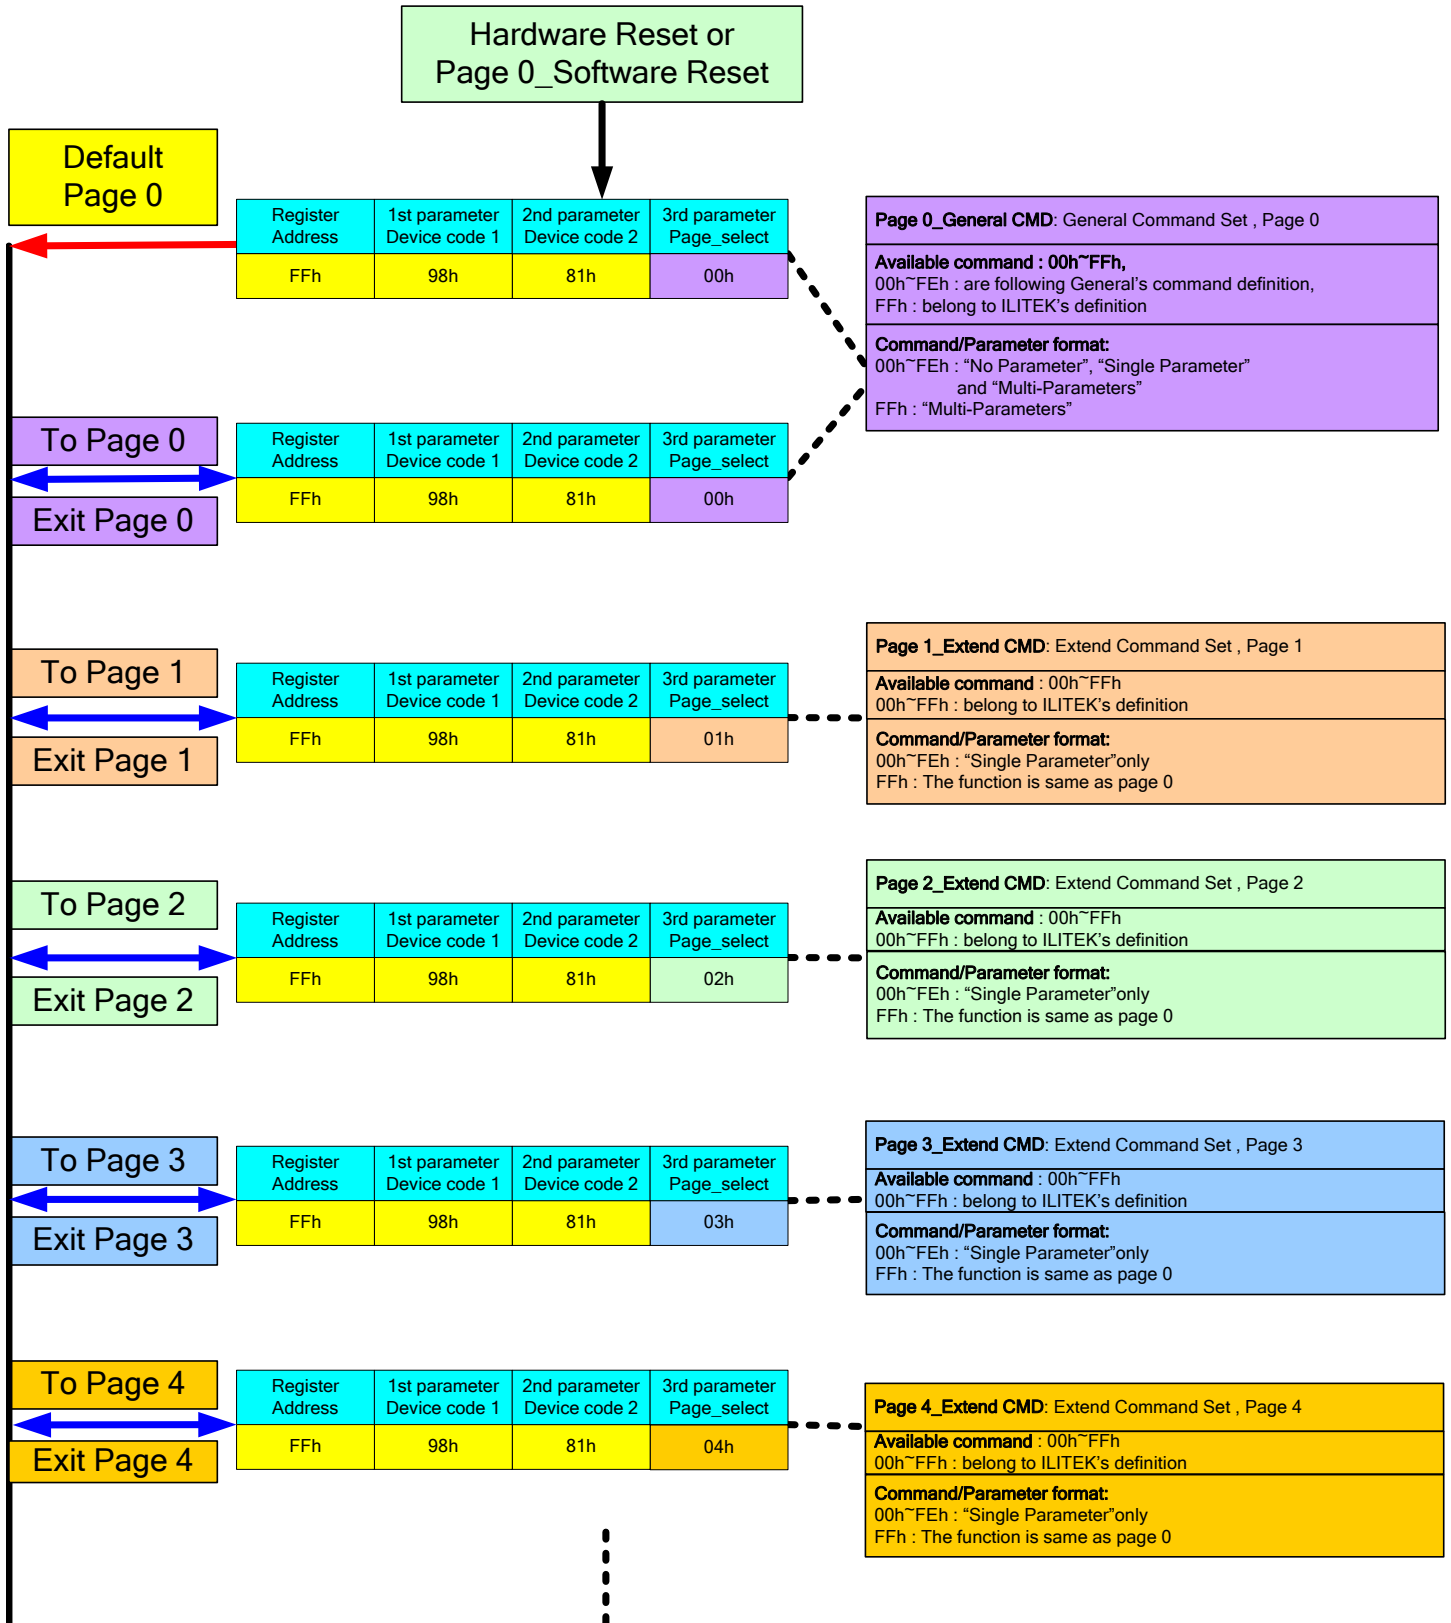 Hardware Reset or
Page 0_Software Reset
Default
Page 0
Register
Address
1st parameter
Device code 1
2nd parameter
Device code 2
3rd parameter
Page_select
FFh
98h
81h
00h
Page 0_General CMD: General Command Set , Page 0
Available command : 00h~FFh,
00h~FEh : are following General’s command definition,
FFh : belong to ILITEK’s definition
Command/Parameter format:
00h~FEh : “No Parameter”, “Single Parameter”
and “Multi-Parameters”
FFh : “Multi-Parameters”
To Page 0
Exit Page 0
Register
Address
1st parameter
Device code 1
2nd parameter
Device code 2
3rd parameter
Page_select
FFh
98h
81h
00h
To Page 1
Exit Page 1
Register
Address
1st parameter
Device code 1
2nd parameter
Device code 2
3rd parameter
Page_select
FFh
98h
81h
01h
Page 1_Extend CMD: Extend Command Set , Page 1
Available command : 00h~FFh
00h~FFh : belong to ILITEK’s definition
Command/Parameter format:
00h~FEh : “Single Parameter”only
FFh : The function is same as page 0
To Page 2
Exit Page 2
Register
Address
1st parameter
Device code 1
2nd parameter
Device code 2
3rd parameter
Page_select
FFh
98h
81h
02h
Page 2_Extend CMD: Extend Command Set , Page 2
Available command : 00h~FFh
00h~FFh : belong to ILITEK’s definition
Command/Parameter format:
00h~FEh : “Single Parameter”only
FFh : The function is same as page 0
To Page 3
Exit Page 3
Register
Address
1st parameter
Device code 1
2nd parameter
Device code 2
3rd parameter
Page_select
FFh
98h
81h
03h
Page 3_Extend CMD: Extend Command Set , Page 3
Available command : 00h~FFh
00h~FFh : belong to ILITEK’s definition
Command/Parameter format:
00h~FEh : “Single Parameter”only
FFh : The function is same as page 0
To Page 4
Exit Page 4
Register
Address
1st parameter
Device code 1
2nd parameter
Device code 2
3rd parameter
Page_select
FFh
98h
81h
04h
Page 4_Extend CMD: Extend Command Set , Page 4
Available command : 00h~FFh
00h~FFh : belong to ILITEK’s definition
Command/Parameter format:
00h~FEh : “Single Parameter”only
FFh : The function is same as page 0